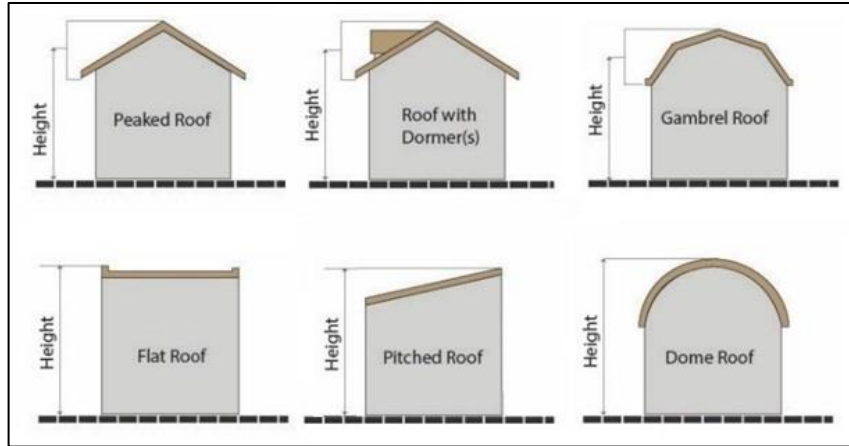 Height
Peaked Roof
Height
Roof with
Dormer(s)
Height
Gambrel Roof
Height
Flat Roof
Height
Pitched Roof
Height
Dome Roof